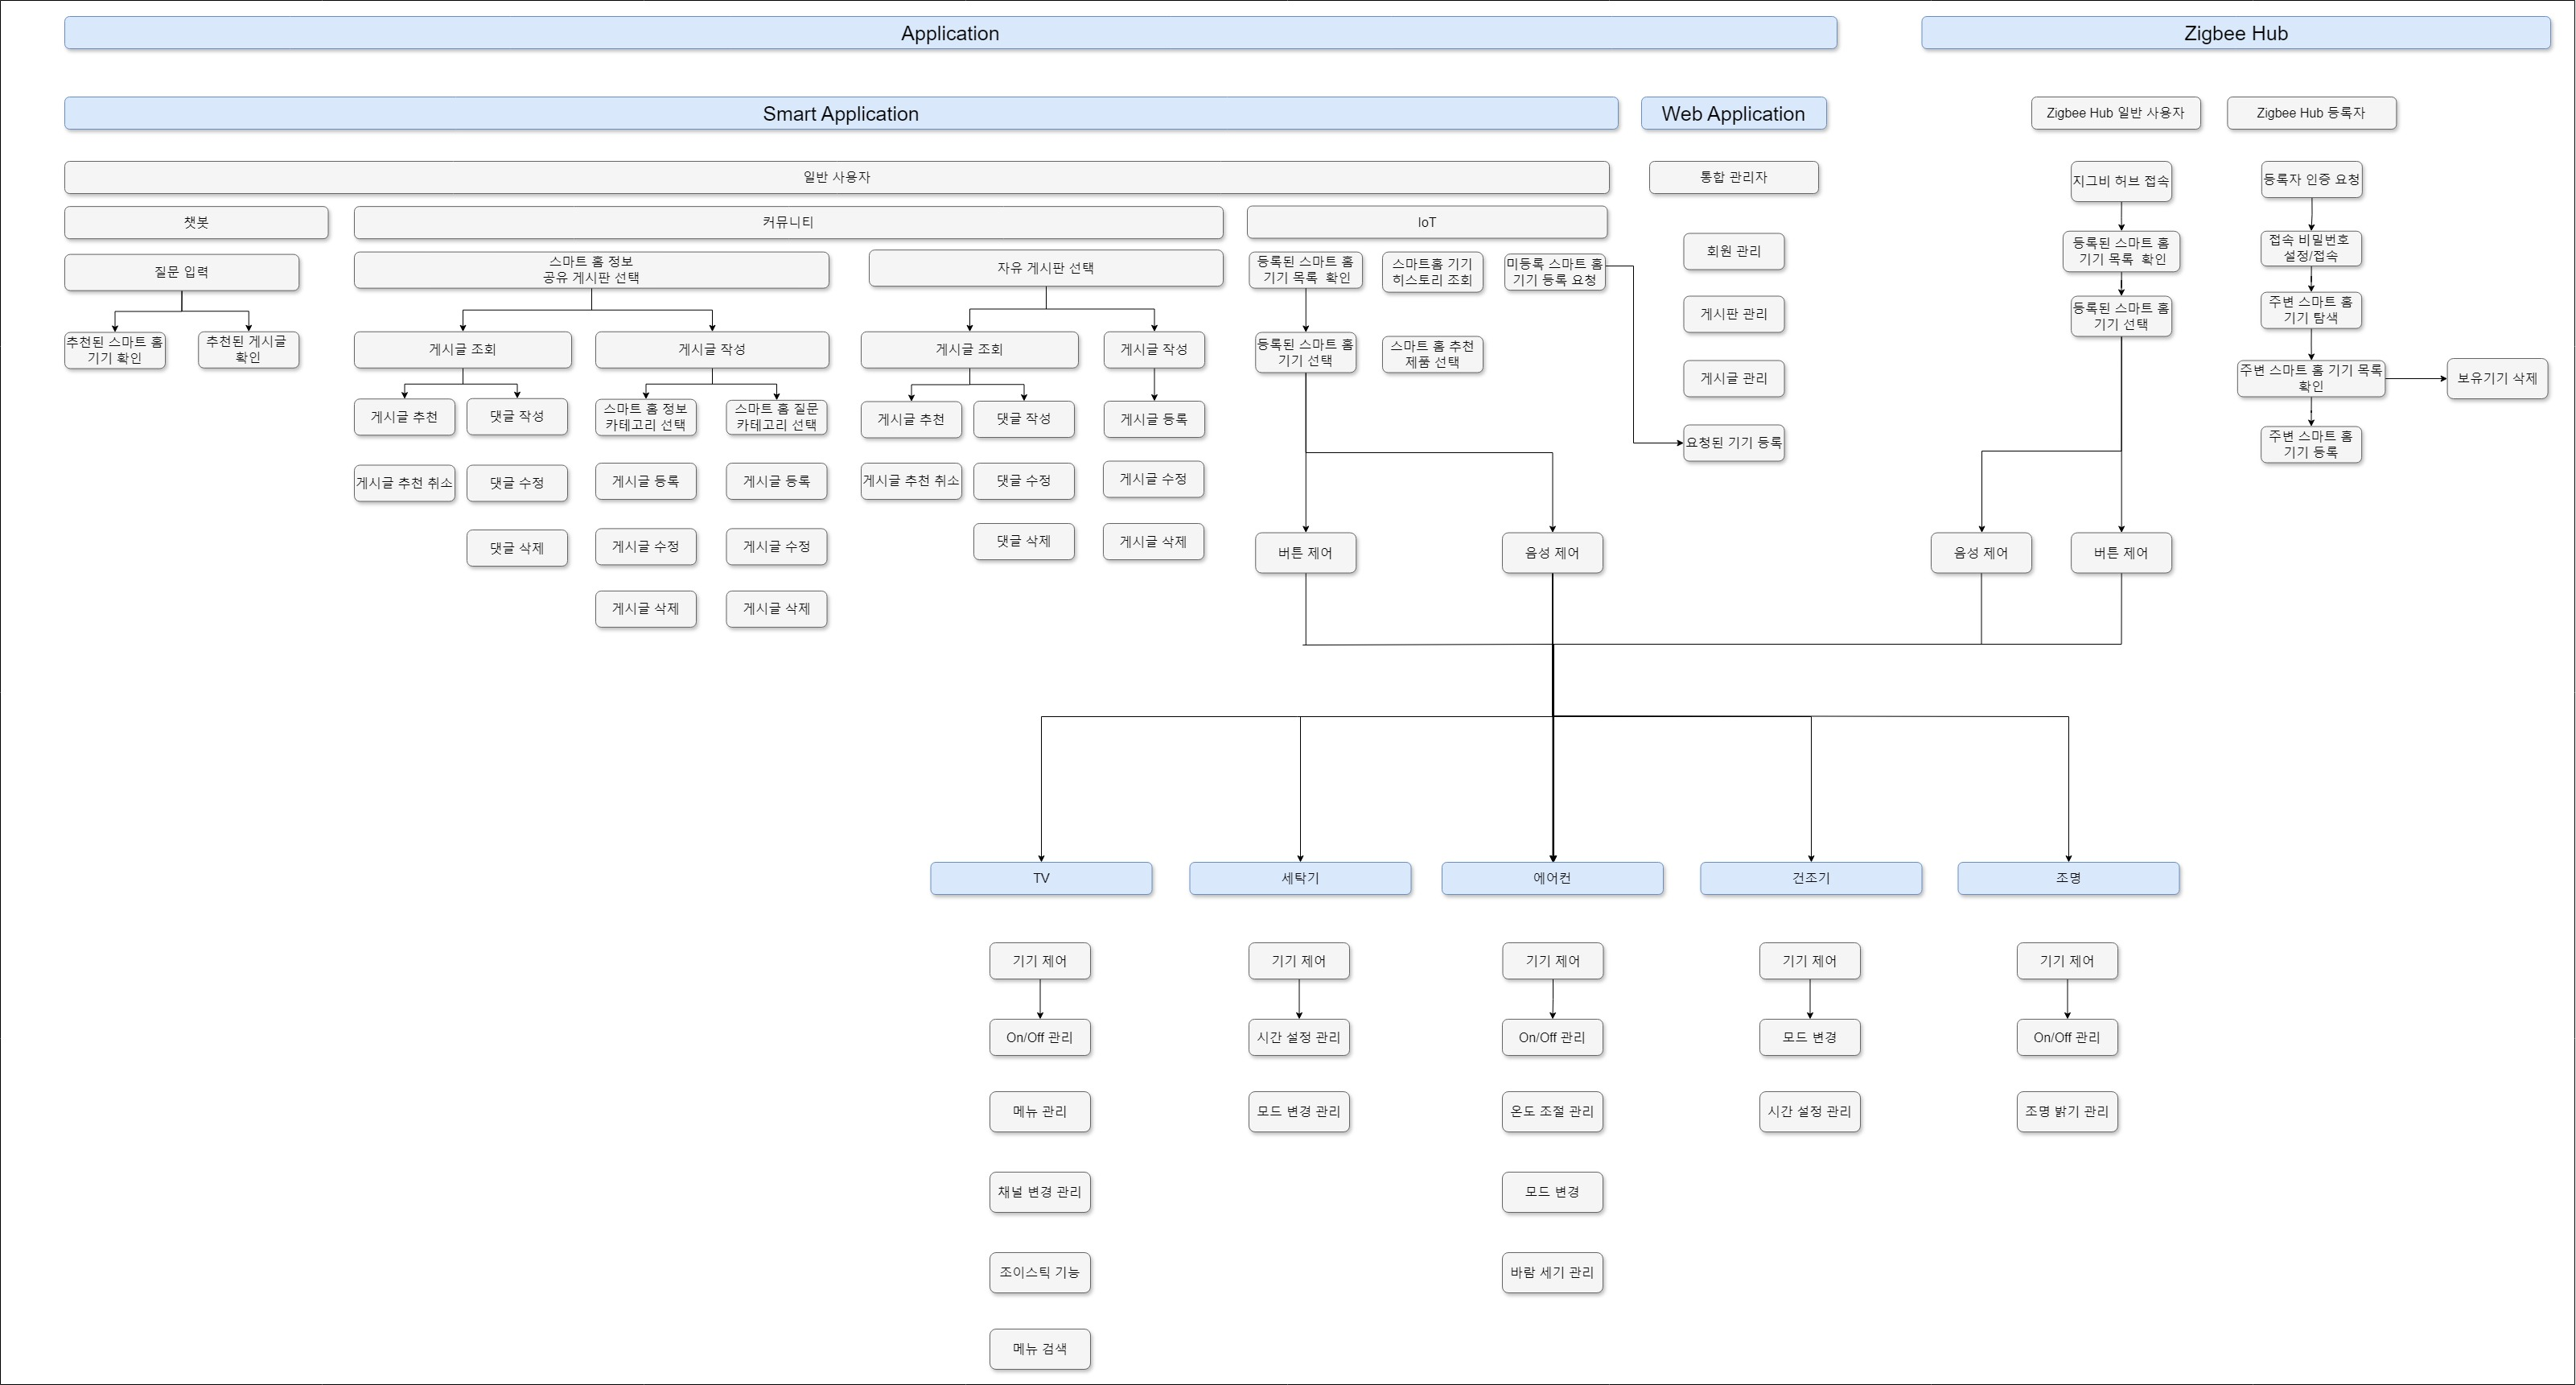 Application
Zigbee Hub
Smart Application
Web Application
Zigbee Hub 일반 사용자
Zigbee Hub 등록자
일반 사용자
통합 관리자
챗봇
커뮤니티
IoT
질문 입력
추천된 스마트 홈
기기 확인
추천된 게시글
확인
스마트 홈 정보
공유 게시판 선택
게시글 조회
게시글 작성
게시글 추천
댓글 작성
스마트 홈 정보
카테고리 선택
스마트 홈 질문
카테고리 선택
게시글 추천 취소
댓글 수정
게시글 등록
게시글 등록
댓글 삭제
게시글 수정
게시글 수정
게시글 삭제
게시글 삭제
자유 게시판 선택
게시글 조회
게시글 작성
게시글 추천
댓글 작성
게시글 등록
게시글 추천 취소
댓글 수정
게시글 수정
댓글 삭제
게시글 삭제
등록된 스마트 홈
기기 목록  확인
스마트홈 기기
히스토리 조회
미등록 스마트 홈
기기 등록 요청
등록된 스마트 홈
기기 선택
스마트 홈 추천
제품 선택
버튼 제어
음성 제어
회원 관리
게시판 관리
게시글 관리
요청된 기기 등록
지그비 허브 접속
등록된 스마트 홈
기기 목록  확인
등록된 스마트 홈
기기 선택
음성 제어
버튼 제어
등록자 인증 요청
접속 비밀번호
설정/접속
주변 스마트 홈
기기 탐색
주변 스마트 홈 기기 목록
확인
보유기기 삭제
주변 스마트 홈
기기 등록
TV
세탁기
에어컨
건조기
조명
기기 제어
기기 제어
기기 제어
기기 제어
기기 제어
On/Off 관리
시간 설정 관리
On/Off 관리
모드 변경
On/Off 관리
메뉴 관리
모드 변경 관리
온도 조절 관리
시간 설정 관리
조명 밝기 관리
채널 변경 관리
모드 변경
조이스틱 기능
바람 세기 관리
메뉴 검색